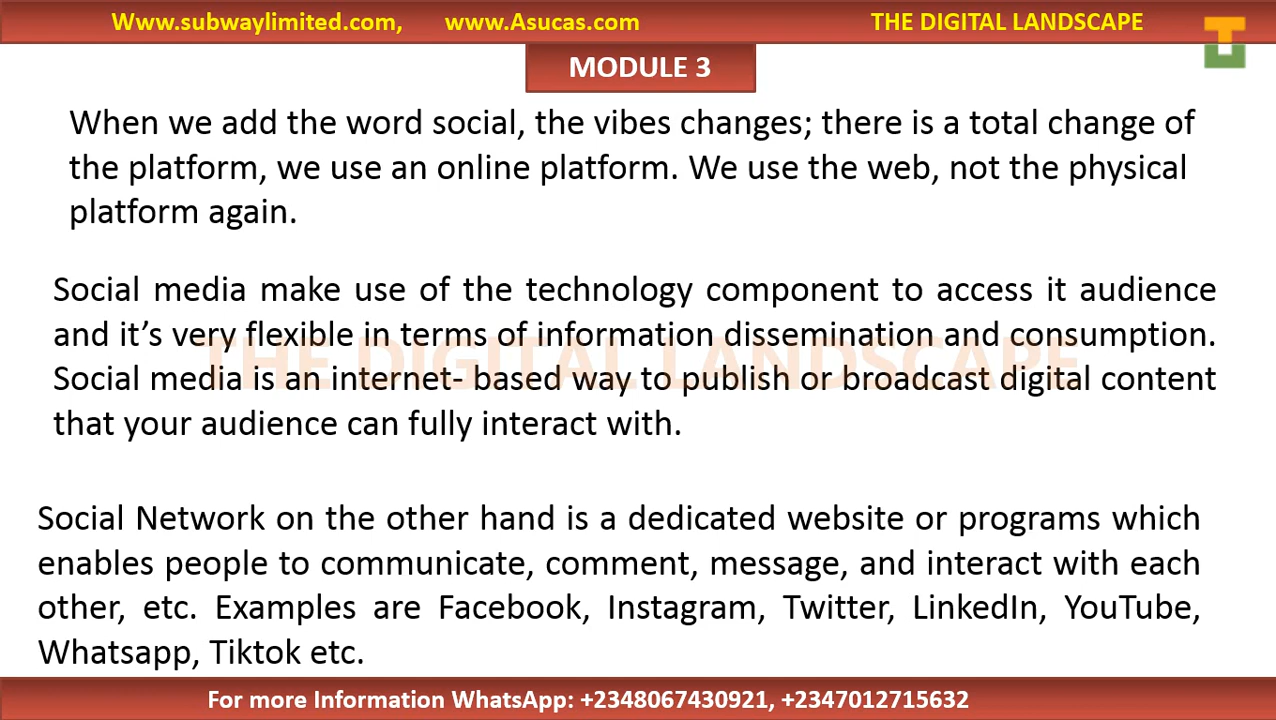 Www.subwaylimited.com, www.Asucas.com THE DIGITAL LANDSCAPE
MODULE 3
When we add the word social, the vibes changes; there is a total change of
the platform, we use an online platform. We use the web, not the physical
platform again.
Social media make use of the technology component to access it audience
and it's very flexible in terms of information dissemination and consumption.
THE DIGITAL LANDSCAPE
Social media is an internet- based way to publish or broadcast digital content
that your audience can fully interact with.
Social Network on the other hand is a dedicated website or programs which
enables people to communicate, comment, message, and interact with each
other, etc. Examples are Facebook, Instagram, Twitter, LinkedIn, YouTube,
Whatsapp, Tiktok etc.
For more Information WhatsApp: +2348067430921, +2347012715632